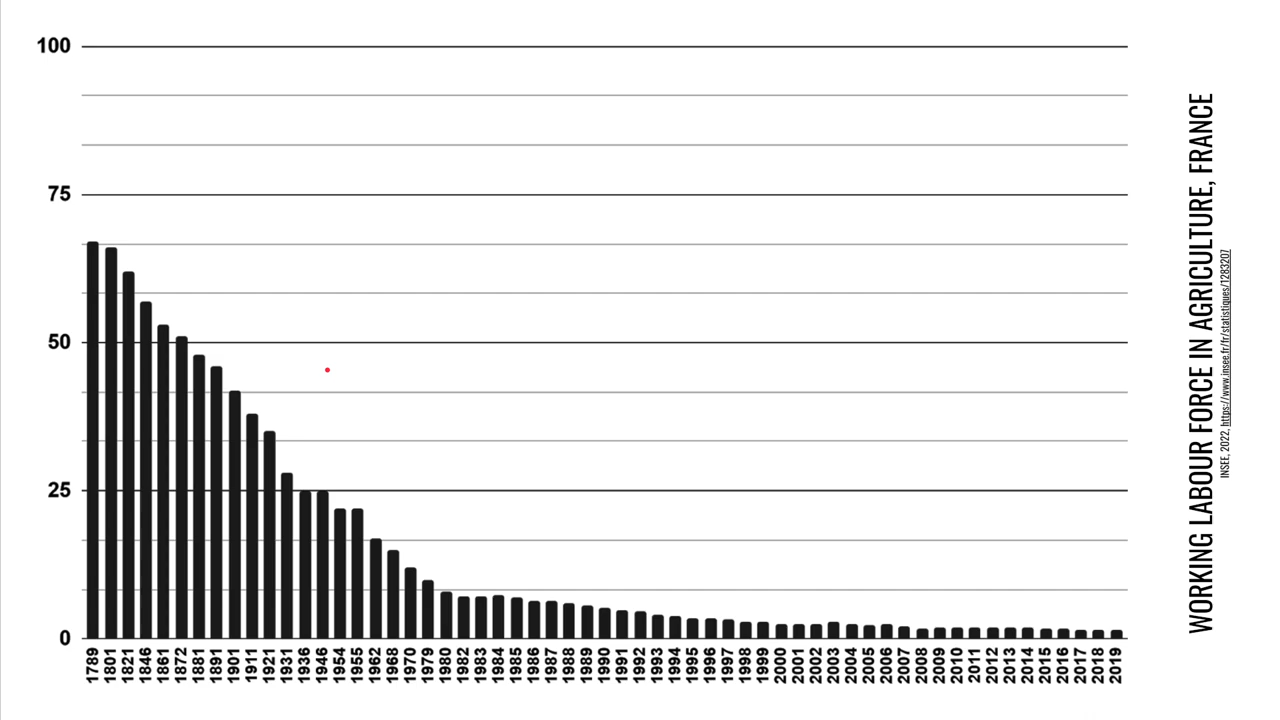 100
75
50
25
0
1789 1801 1821 1846 1861 1872 1881 1891 1901 1911 1921 1931 1936 1946 1954 1955 1962 1968 1970 1979 1980 1982 1983 1984 1985 1986 1987 1988 1989 1990 1991 1992 1993 1994 1995 1996 1997 1998 1999 2000 2001 2002 2003 2004 2005 2006 2007 2008 2009 2010 2011 2012 2013 2014 2015 2016 2017 2018 2019
WORKING LABOUR FORCE IN AGRICULTURE, FRANCE
INSEE, 2022, https://www.insee.fr/fr/statistiques/1283207